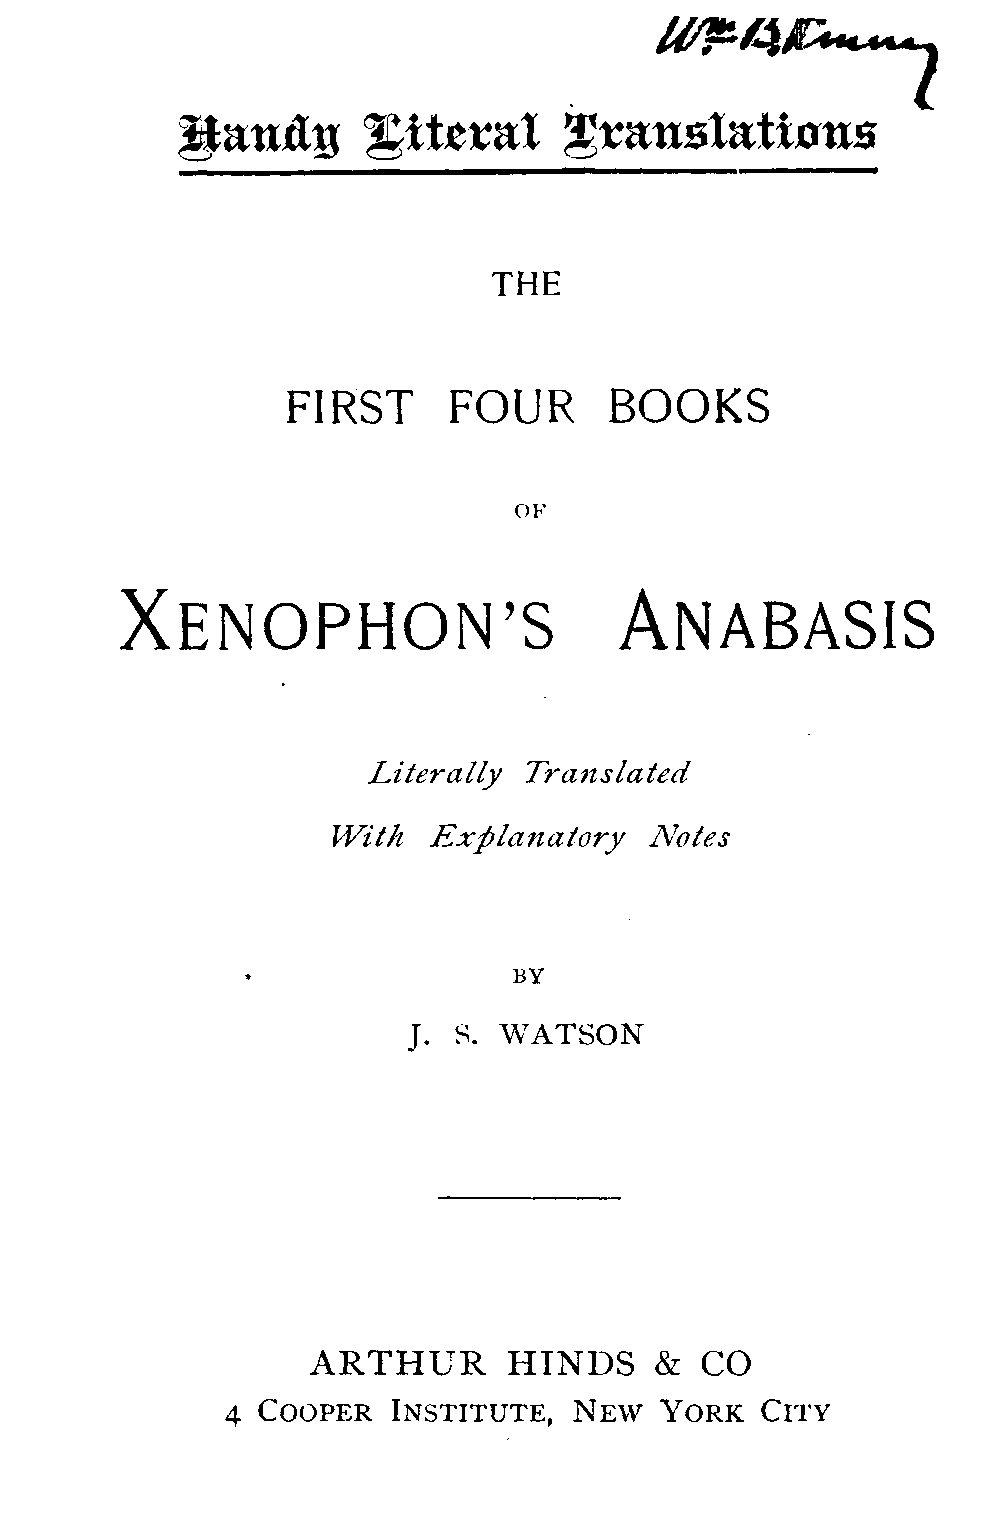 Wm B. Kinney
Handy Literal Translations
THE
FIRST FOUR BOOKS
OF
XENOPHON'S ANABASIS
Literally Translated
With Explanatory Notes
BY
J. S. WATSON
ARTHUR HINDS & CO
4 COOPER INSTITUTE, NEW YORK CITY